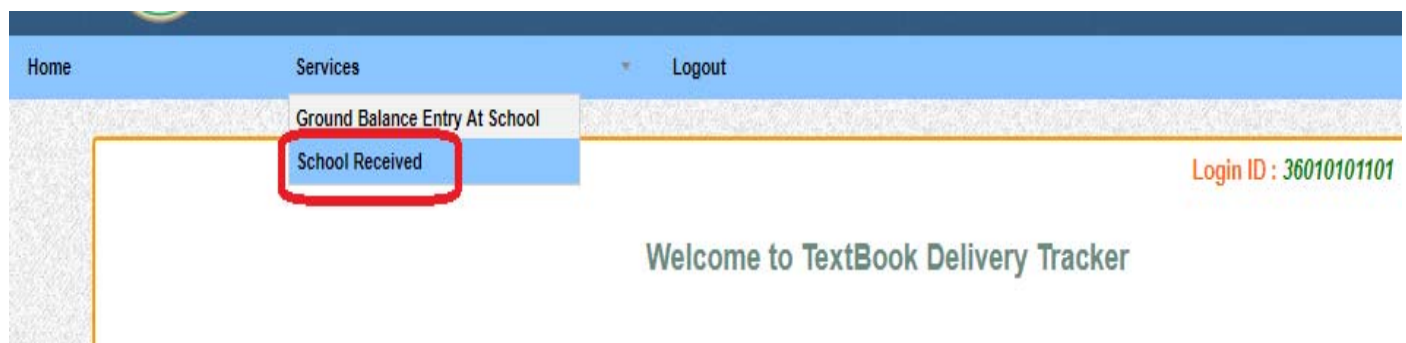 Home Services Logout
Ground Balance Entry At School
School Received
Login ID : 36010101101
Welcome to TextBook Delivery Tracker